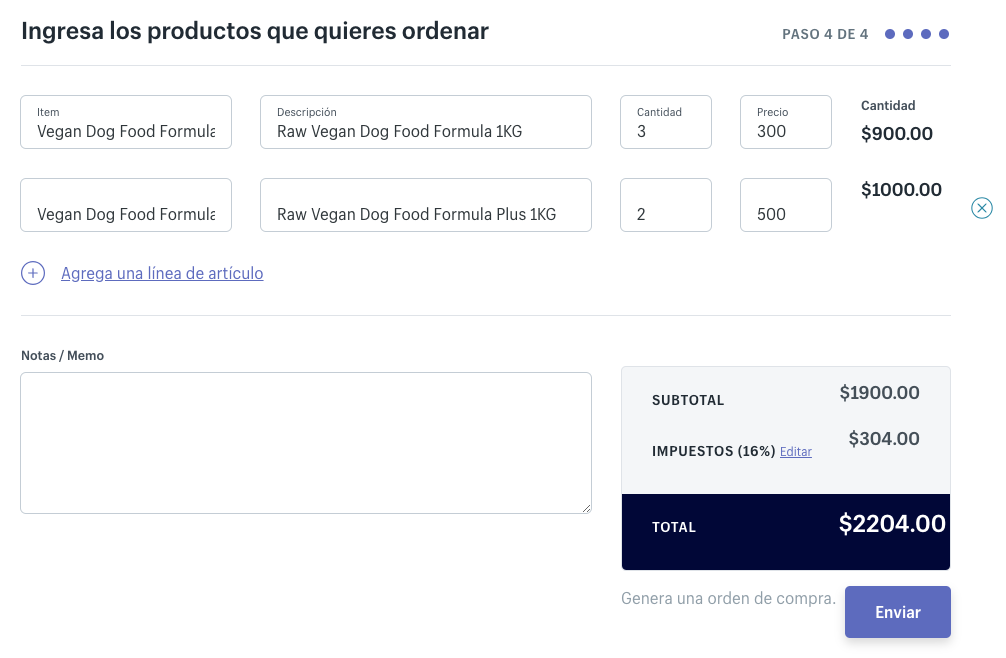 Ingresa los productos que quieres ordenar
PASO 4 DE 4
Item
Descripción
Cantidad
Precio
Cantidad
Vegan Dog Food Formula
Raw Vegan Dog Food Formula 1KG
3
300
$900.00
Vegan Dog Food Formula
Raw Vegan Dog Food Formula Plus 1KG
2
500
$1000.00
Agrega una línea de artículo
Notas / Memo
SUBTOTAL
$1900.00
IMPUESTOS (16%) Editar
$304.00
TOTAL
$2204.00
Genera una orden de compra.
Enviar